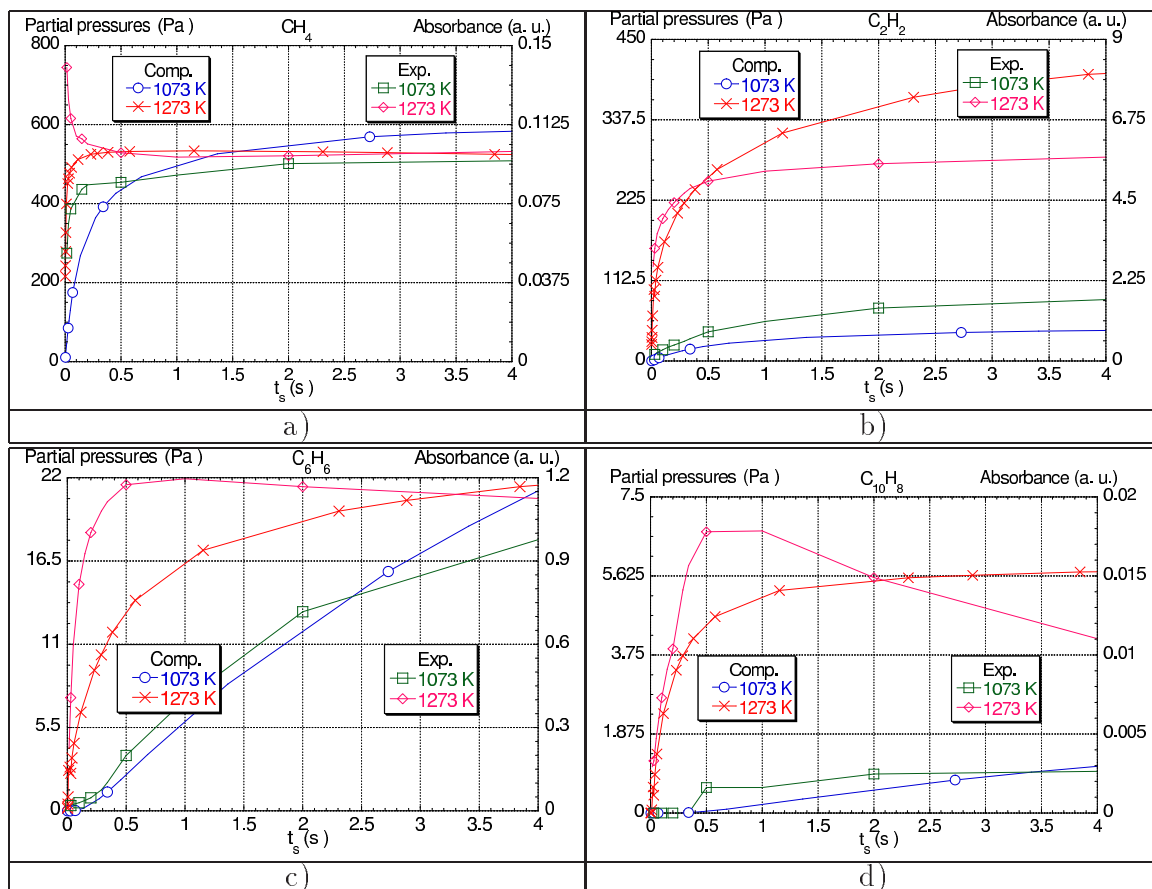 Partial pressures (Pa) CH4 Absorbance (a. u.)
800 0.15
Comp. Exp.
1073 K 1073 K
1273 K 1273 K
600 0.1125
400 0.075
200 0.0375
0 0
0 0.5 1 1.5 2 2.5 3 3.5 4
ts (s)
a)
Partial pressures (Pa) C2H2 Absorbance (a. u.)
450 9
Comp. Exp.
1073 K 1073 K
1273 K 1273 K
337.5 6.75
225 4.5
112.5 2.25
0 0
0 0.5 1 1.5 2 2.5 3 3.5 4
ts (s)
b)
Partial pressures (Pa) C6H6 Absorbance (a. u.)
22 1.2
16.5 0.9
11 0.6
Comp. Exp.
1073 K 1073 K
1273 K 1273 K
5.5 0.3
0 0
0 0.5 1 1.5 2 2.5 3 3.5 4
ts (s)
c)
Partial pressures (Pa) C10H8 Absorbance (a. u.)
7.5 0.02
5.625 0.015
3.75 0.01
Comp. Exp.
1073 K 1073 K
1273 K 1273 K
1.875 0.005
0 0
0 0.5 1 1.5 2 2.5 3 3.5 4
ts (s)
d)